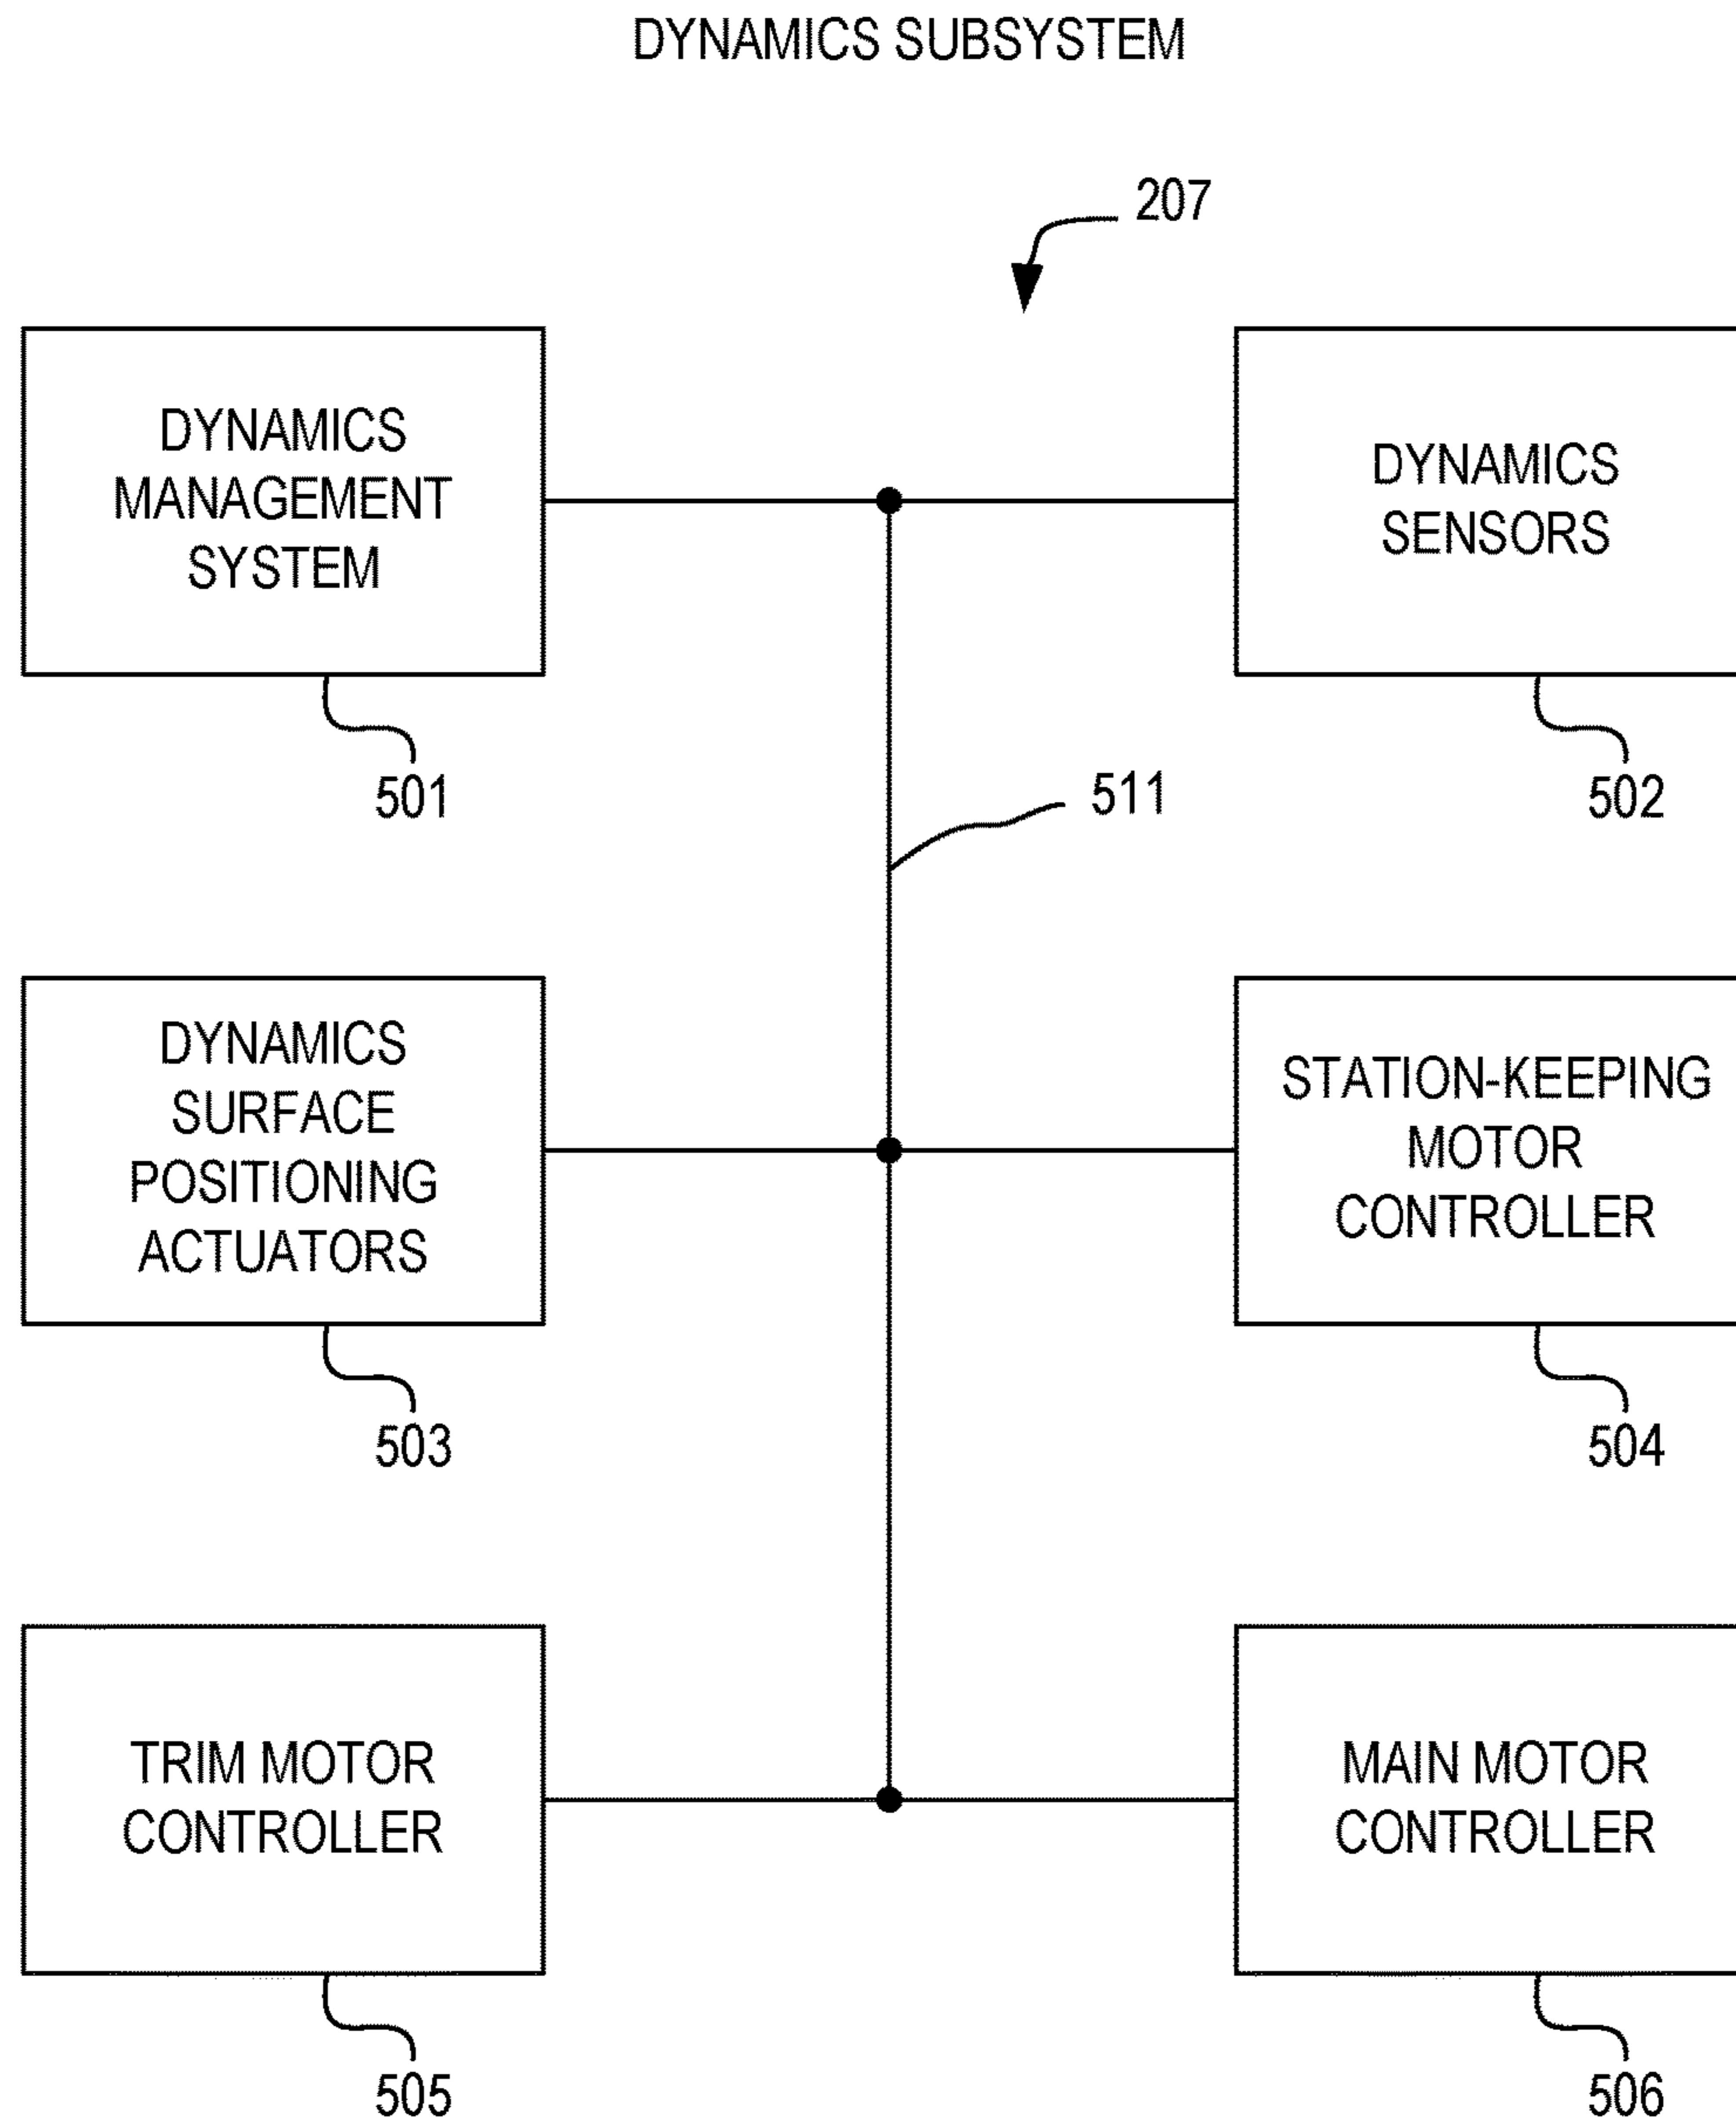 DYNAMICS SUBSYSTEM
207
DYNAMICS
MANAGEMENT
SYSTEM
501
DYNAMICS
SENSORS
502
511
DYNAMICS
SURFACE
POSITIONING
ACTUATORS
503
STATION-KEEPING
MOTOR
CONTROLLER
504
TRIM MOTOR
CONTROLLER
505
MAIN MOTOR
CONTROLLER
506